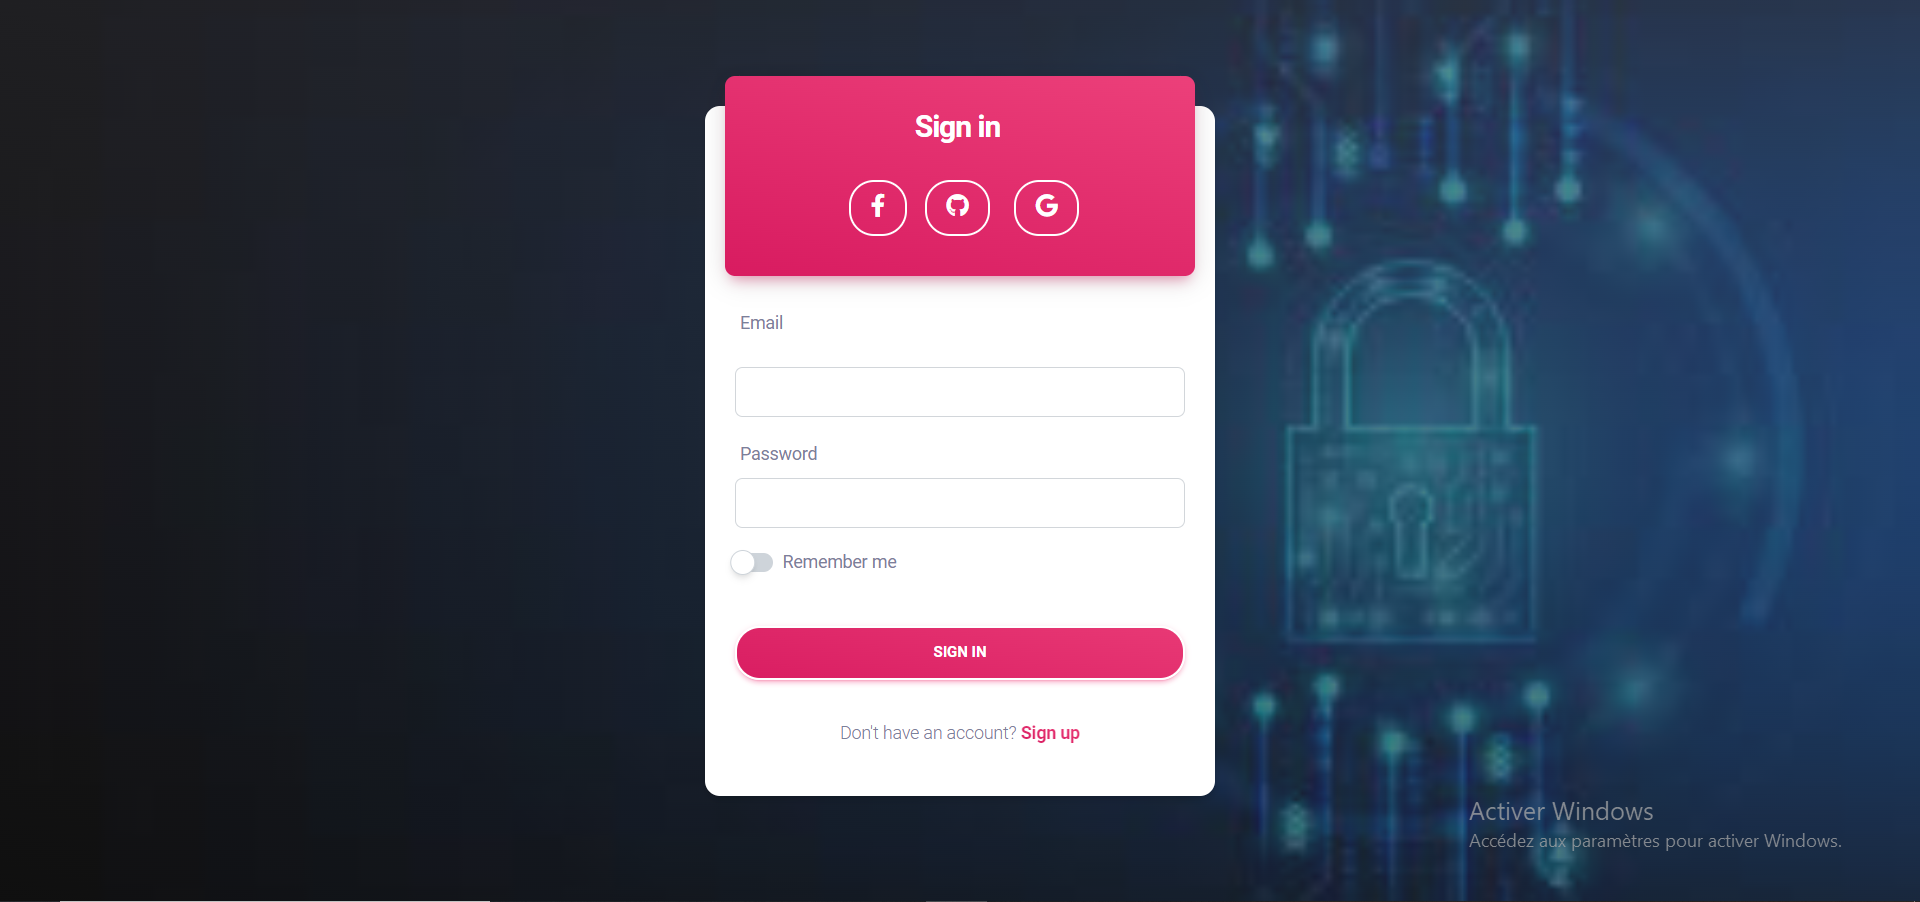 Sign in
Email
Password
Remember me
SIGN IN
Don't have an account? Sign up
Activer Windows
Accédez aux paramètres pour activer Windows.